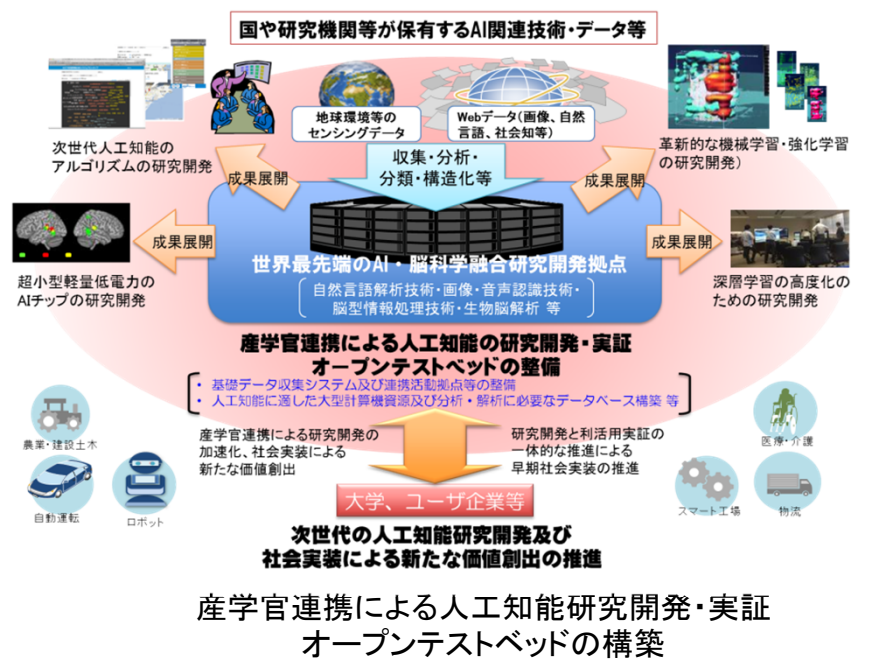 国や研究機関等が保有するAI関連技術・データ等
地球環境等の
センシングデータ
Webデータ(画像、自然
言語、社会知等)
次世代人工知能の
アルゴリズムの研究開発
収集・分析・
分類・構造化等
革新的な機械学習・強化学習
の研究開発)
成果展開
成果展開
成果展開
成果展開
世界最先端のAI・脳科学融合研究開発拠点
自然言語解析技術・画像・音声認識技術・
脳型情報処理技術・生物脳解析 等
超小型軽量低電力の
AIチップの研究開発
深層学習の高度化の
ための研究開発
産学官連携による人工知能の研究開発・実証
オープンテストベッドの整備
・ 基礎データ収集システム及び連携活動拠点等の整備
・ 人工知能に適した大型計算機資源及び分析・解析に必要なデータベース構築 等
産学官連携による研究開発の
加速化、社会実装による
新たな価値創出
研究開発と利活用実証の
一体的な推進による
早期社会実装の推進
農業・建設土木
自動運転
ロボット
医療・介護
スマート工場
物流
大学、ユーザ企業等
次世代の人工知能研究開発及び
社会実装による新たな価値創出の推進
産学官連携による人工知能研究開発・実証
オープンテストベッドの構築